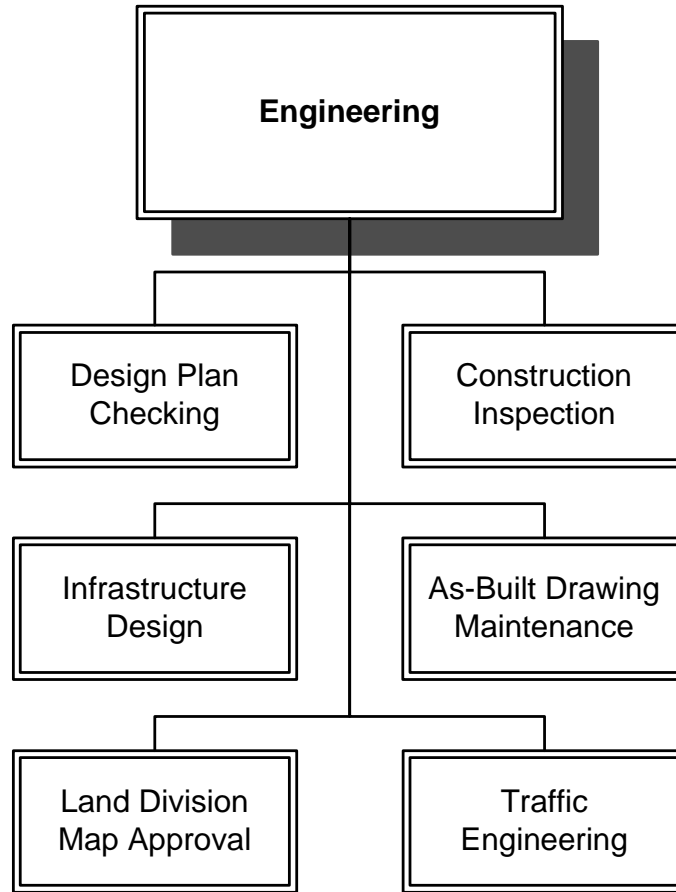 Engineering
Design Plan
Checking
Construction
Inspection
Infrastructure
Design
As-Built Drawing
Maintenance
Land Division
Map Approval
Traffic
Engineering